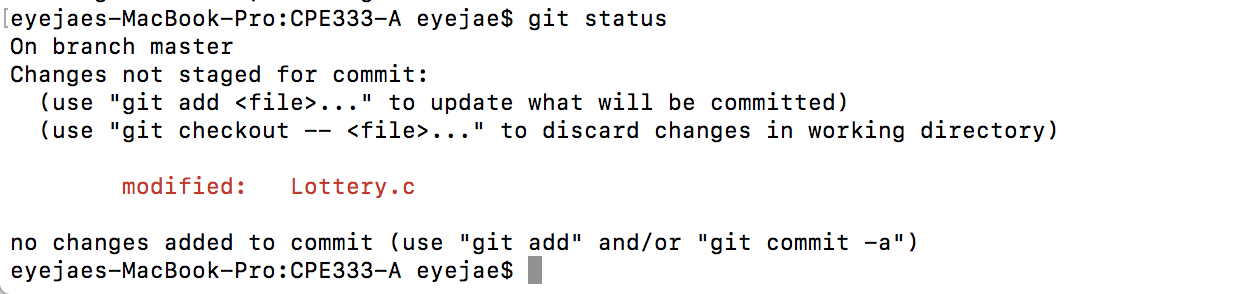 [eyejaes-MacBook-Pro:CPE333-A eyejae$ git status
On branch master
Changes not staged for commit:
  (use "git add <file>..." to update what will be committed)
  (use "git checkout -- <file>..." to discard changes in working directory)

        modified:   Lottery.c

no changes added to commit (use "git add" and/or "git commit -a")
eyejaes-MacBook-Pro:CPE333-A eyejae$